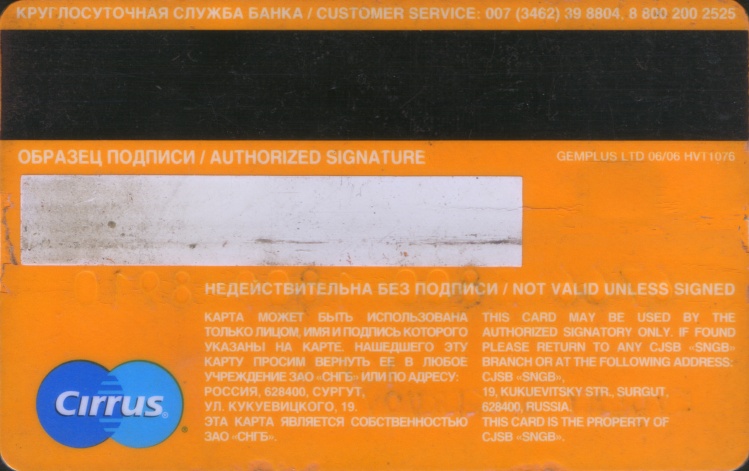 КРУГЛОСУТОЧНАЯ СЛУЖБА БАНКА / CUSTOMER SERVICE: 007 (3462) 39 8804. 8 800 200 2525
ОБРАЗЕЦ ПОДПИСИ / AUTHORIZED SIGNATURE
GEMPLUS LTD 06/06 HVT1076
НЕДЕЙСТВИТЕЛЬНА БЕЗ ПОДПИСИ / NOT VALID UNLESS SIGNED
КАРТА МОЖЕТ БЫТЬ ИСПОЛЬЗОВАНА
ТОЛЬКО ЛИЦОМ, ИМЯ И ПОДПИСЬ КОТОРОГО
УКАЗАНЫ НА КАРТЕ. НАШЕДШЕГО ЭТУ
КАРТУ ПРОСИМ ВЕРНУТЬ ЕЕ В ЛЮБОЕ
УЧРЕЖДЕНИЕ ЗАО «СНГБ» ИЛИ ПО АДРЕСУ:
РОССИЯ, 628400, СУРГУТ,
УЛ. КУКУЕВИЦКОГО, 19.
ЭТА КАРТА ЯВЛЯЕТСЯ СОБСТВЕННОСТЬЮ
ЗАО «СНГБ».
THIS CARD MAY BE USED BY THE
AUTHORIZED SIGNATORY ONLY. IF FOUND
PLEASE RETURN TO ANY CJSB «SNGB»
BRANCH OR AT THE FOLLOWING ADDRESS:
CJSB «SNGB»,
19, KUKUEVITSKY STR., SURGUT,
628400, RUSSIA.
THIS CARD IS THE PROPERTY OF
CJSB «SNGB».
Cirrus